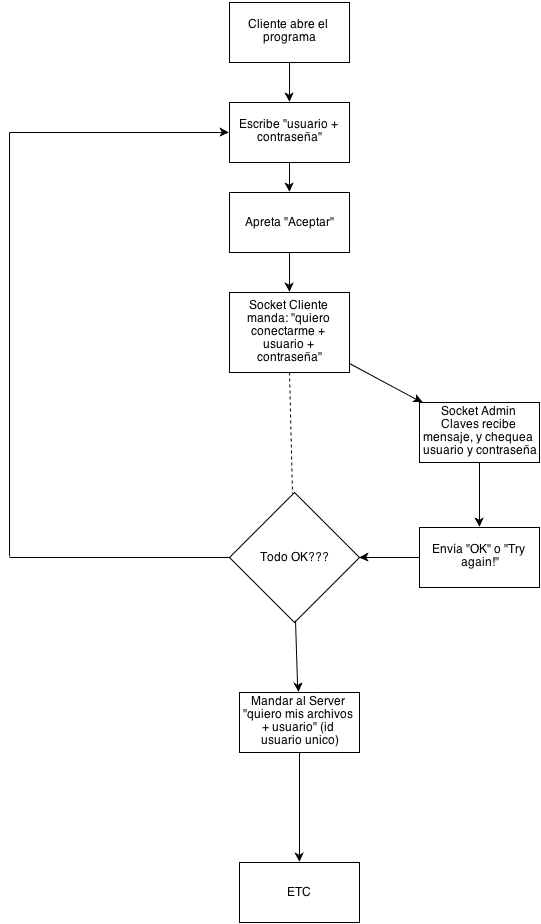 Cliente abre el
programa
Escribe "usuario +
contraseña"
Apreta "Aceptar"
Socket Cliente
manda: "quiero
conectarme +
usuario +
contraseña"
Socket Admin
Claves recibe
mensaje, y chequea
usuario y contraseña
Envía "OK" o "Try
again!"
Todo OK???
Mandar al Server
"quiero mis archivos
+ usuario" (id
usuario unico)
ETC